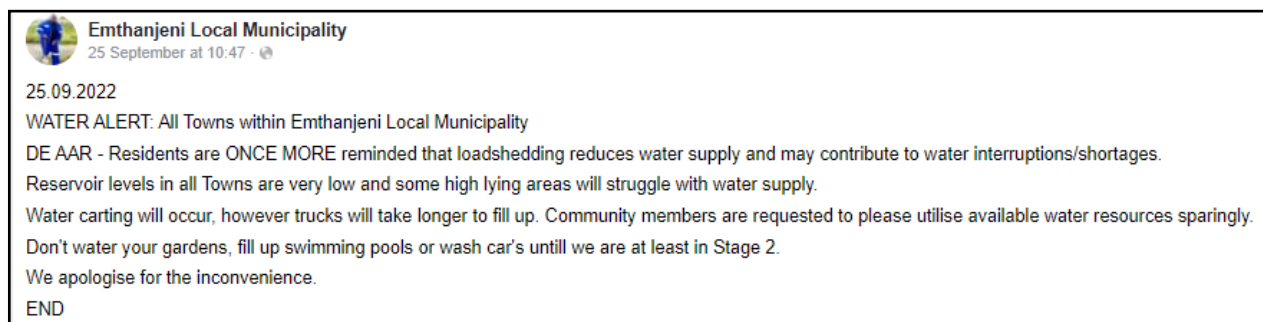 Emthanjeni Local Municipality
25 September at 10:47 ·
25.09.2022
WATER ALERT: All Towns within Emthanjeni Local Municipality
DE AAR - Residents are ONCE MORE reminded that loadshedding reduces water supply and may contribute to water interruptions/shortages.
Reservoir levels in all Towns are very low and some high lying areas will struggle with water supply.
Water carting will occur, however trucks will take longer to fill up. Community members are requested to please utilise available water resources sparingly.
Don't water your gardens, fill up swimming pools or wash car's untill we are at least in Stage 2.
We apologise for the inconvenience.
END